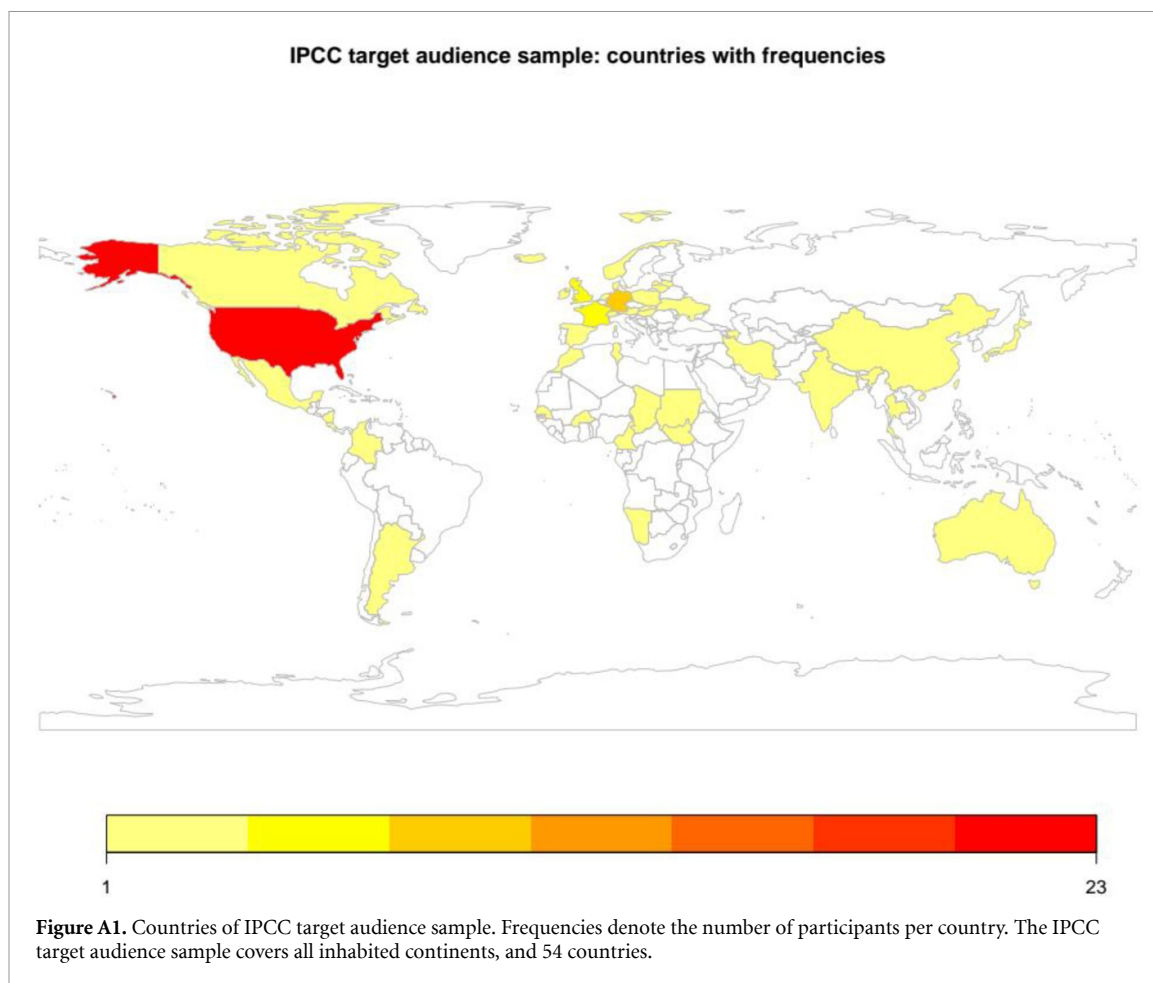 IPCC target audience sample: countries with frequencies
1
23
Figure A1. Countries of IPCC target audience sample. Frequencies denote the number of participants per country. The IPCC
target audience sample covers all inhabited continents, and 54 countries.